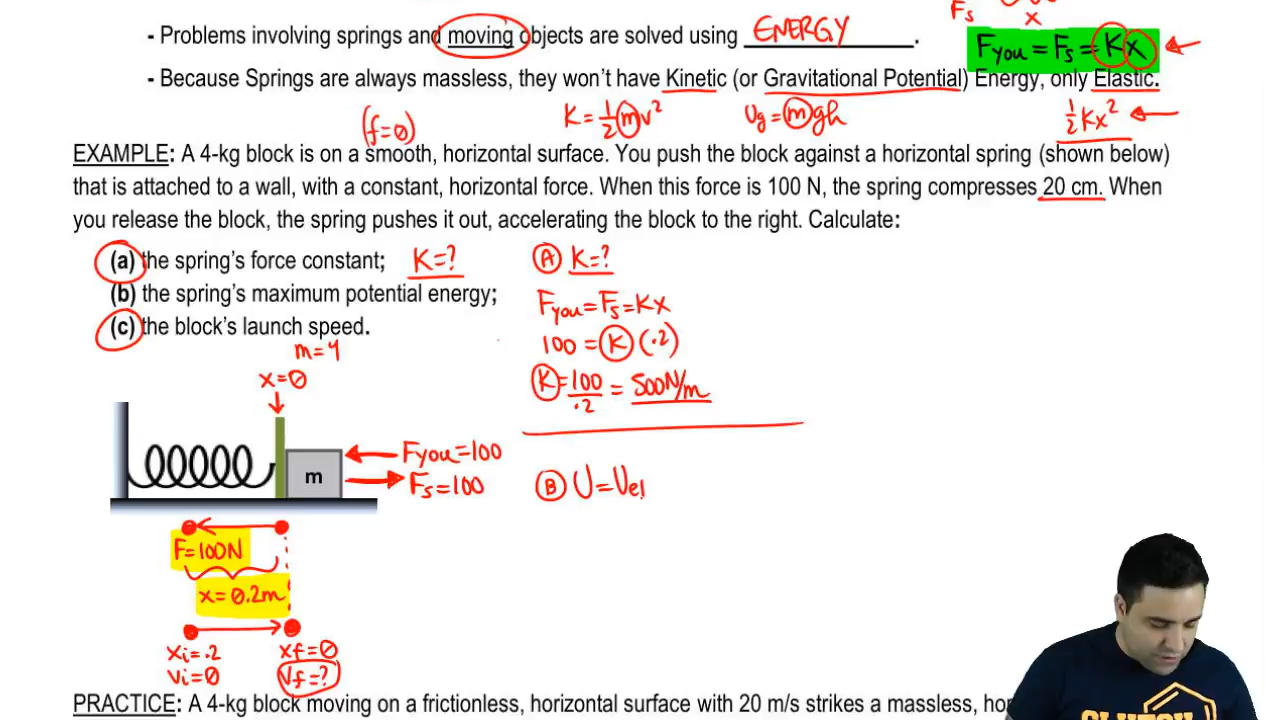 - Problems involving springs and moving objects are solved using ENERGY.
Fs
x
Fyou = Fs = Kx
- Because Springs are always massless, they won't have Kinetic (or Gravitational Potential) Energy, only Elastic.
(f=0)
K = 1/2 mv²
Ug = mgh
1/2 Kx²
EXAMPLE: A 4-kg block is on a smooth, horizontal surface. You push the block against a horizontal spring (shown below)
that is attached to a wall, with a constant, horizontal force. When this force is 100 N, the spring compresses 20 cm. When
you release the block, the spring pushes it out, accelerating the block to the right. Calculate:
(a) the spring's force constant; K=?
(b) the spring's maximum potential energy;
(c) the block's launch speed.
m=4
x=0
m
Fyou=100
Fs=100
F=100N
x=0.2m
xi=.2
vi=0
xf=0
Vf=?
A K=?
Fyou=Fs=Kx
100 = K (.2)
K = 100/.2 = 500N/m
B U=Uel
PRACTICE: A 4-kg block moving on a frictionless, horizontal surface with 20 m/s strikes a massless,
CLUTCH